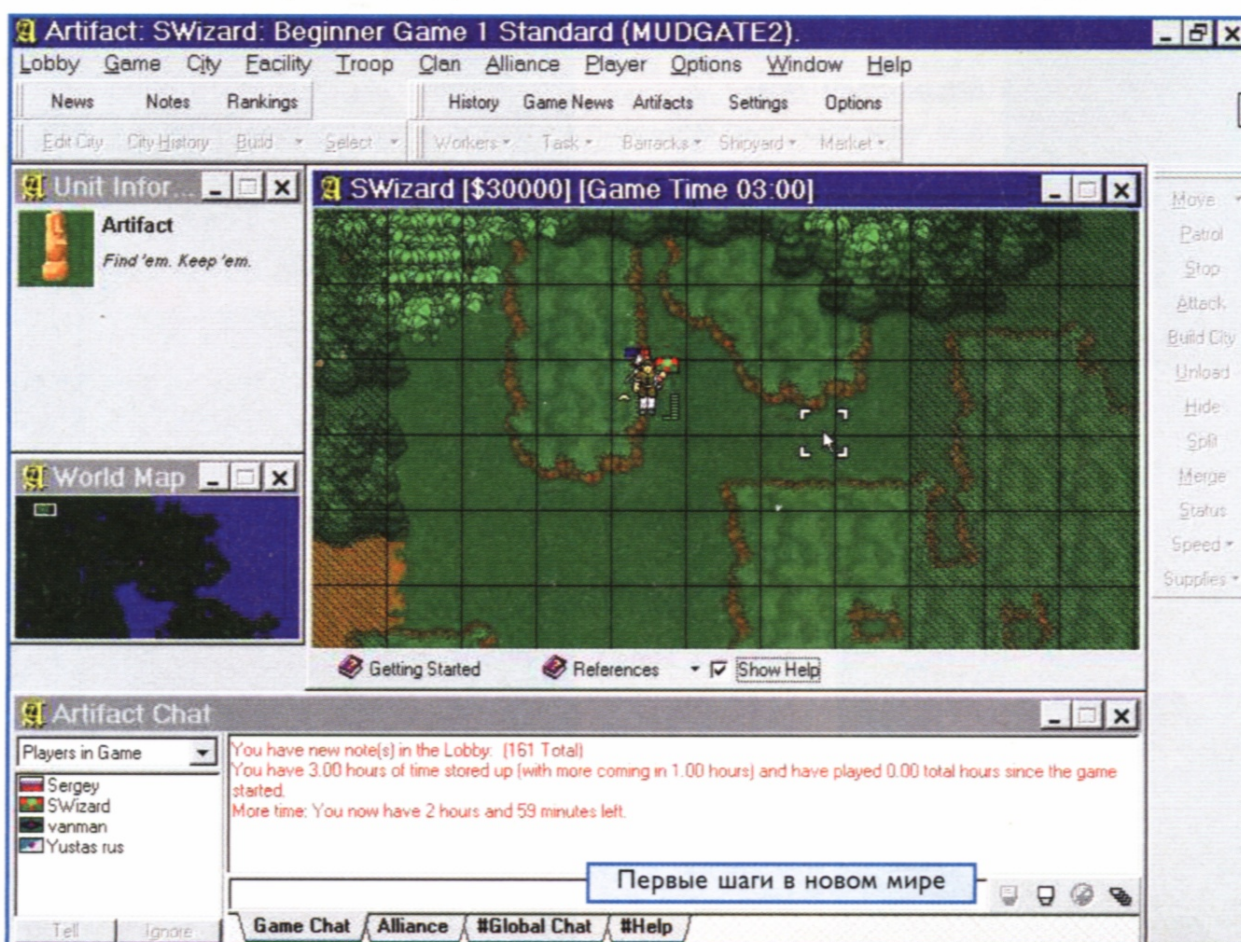 Artifact: SWizard: Beginner Game 1 Standard (MUDGATE2).
Lobby Game City Facility Troop Clan Alliance Player Options Window Help
News Notes Rankings History Game News Artifacts Settings Options
Edit City City History Build Select Workers Task Barracks Shipyard Market
Unit Infor...
Artifact
Find 'em. Keep 'em.
World Map
SWizard [$30000] [Game Time 03:00]
Getting Started References Show Help
Move
Patrol
Stop
Attack
Build City
Unload
Hide
Split
Merge
Status
Speed
Supplies
Artifact Chat
Players in Game
Sergey
SWizard
vanman
Yustas rus
Tell Ignore
You have new note(s) in the Lobby: (161 Total)
You have 3.00 hours of time stored up (with more coming in 1.00 hours) and have played 0.00 total hours since the game
started.
More time: You now have 2 hours and 59 minutes left.
Первые шаги в новом мире
Game Chat Alliance #Global Chat #Help